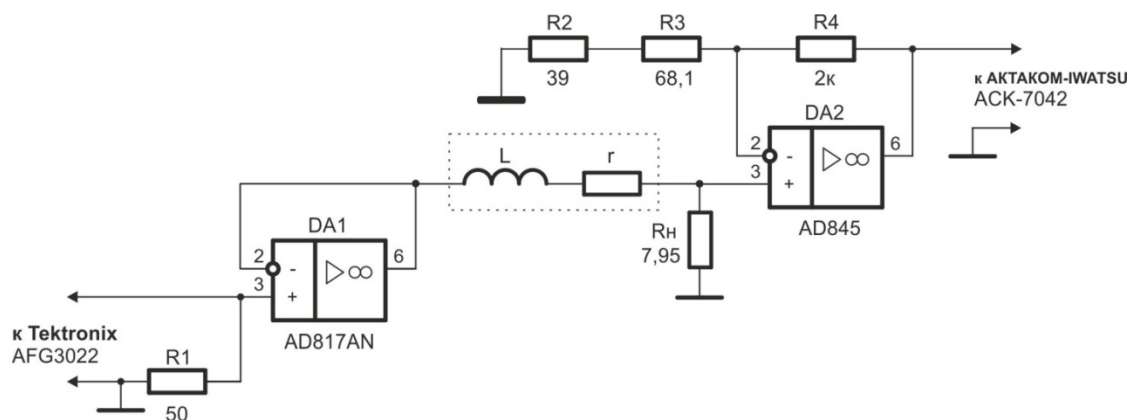 R2
R3
R4
39
68,1
2к
к АКТАКОМ-IWATSU
ACK-7042
DA2
2
-
3
+
▷∞
6
AD845
L
r
Rн
7,95
DA1
2
-
3
+
▷∞
6
AD817AN
к Tektronix
AFG3022
R1
50